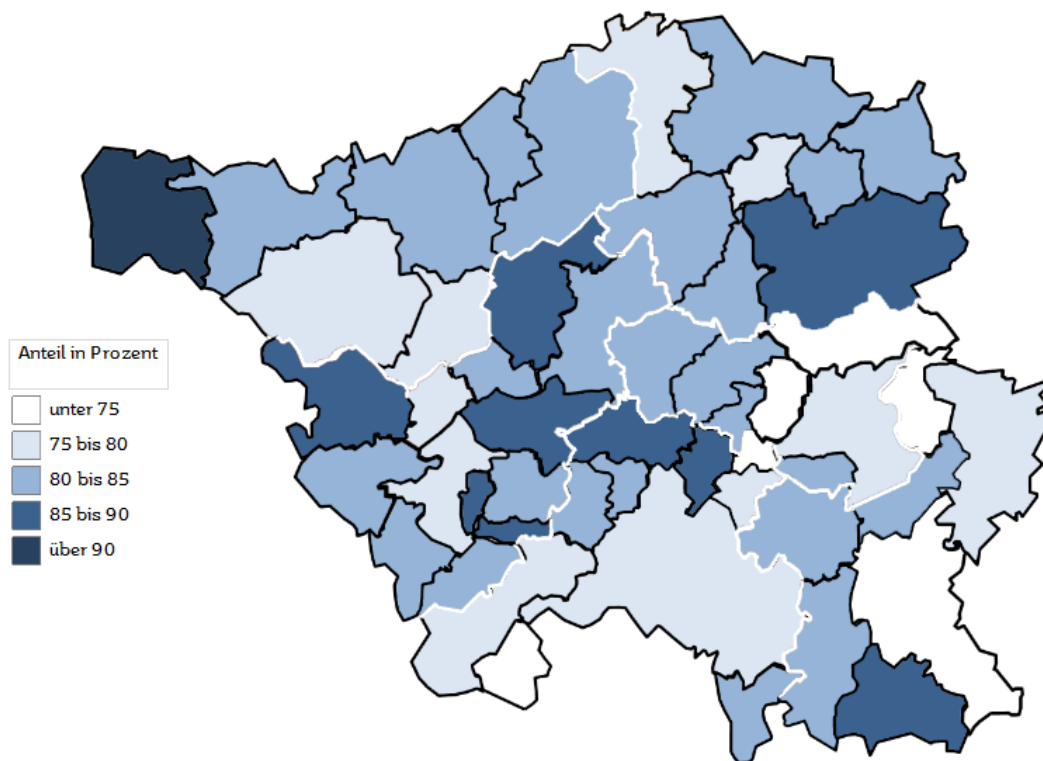 Anteil in Prozent
unter 75
75 bis 80
80 bis 85
85 bis 90
über 90